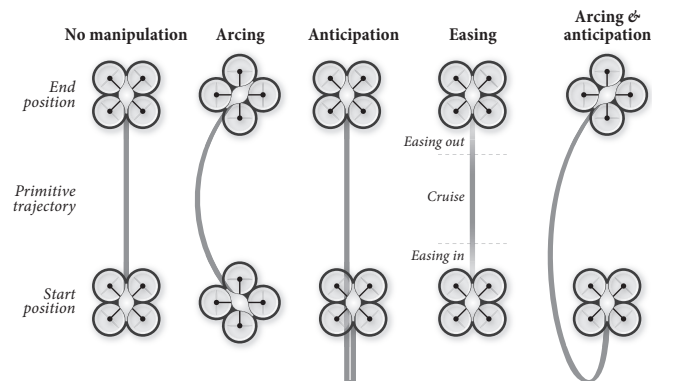 No manipulation
Arcing
Anticipation
Easing
Arcing &
anticipation
End
position
Easing out
Primitive
trajectory
Cruise
Easing in
Start
position